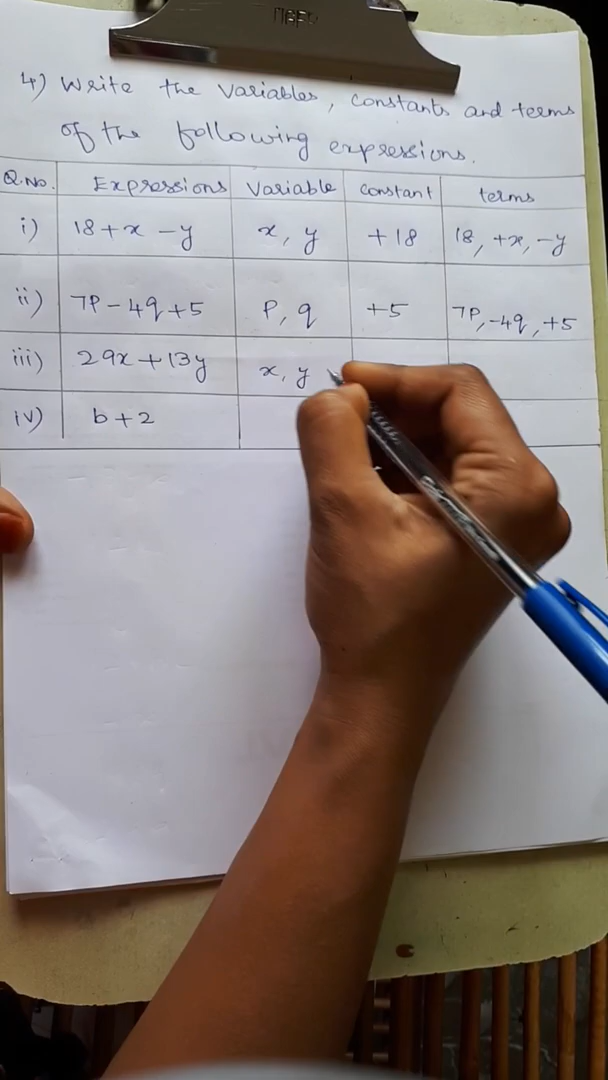 4) Write the variables, constants and terms
of the following expressions.
Q.No. Expressions Variable constant terms
i) 18+x-y x, y +18 18, +x, -y
ii) 7P-4q+5 P, q +5 7P, -4q, +5
iii) 29x+13y x, y
iv) b+2